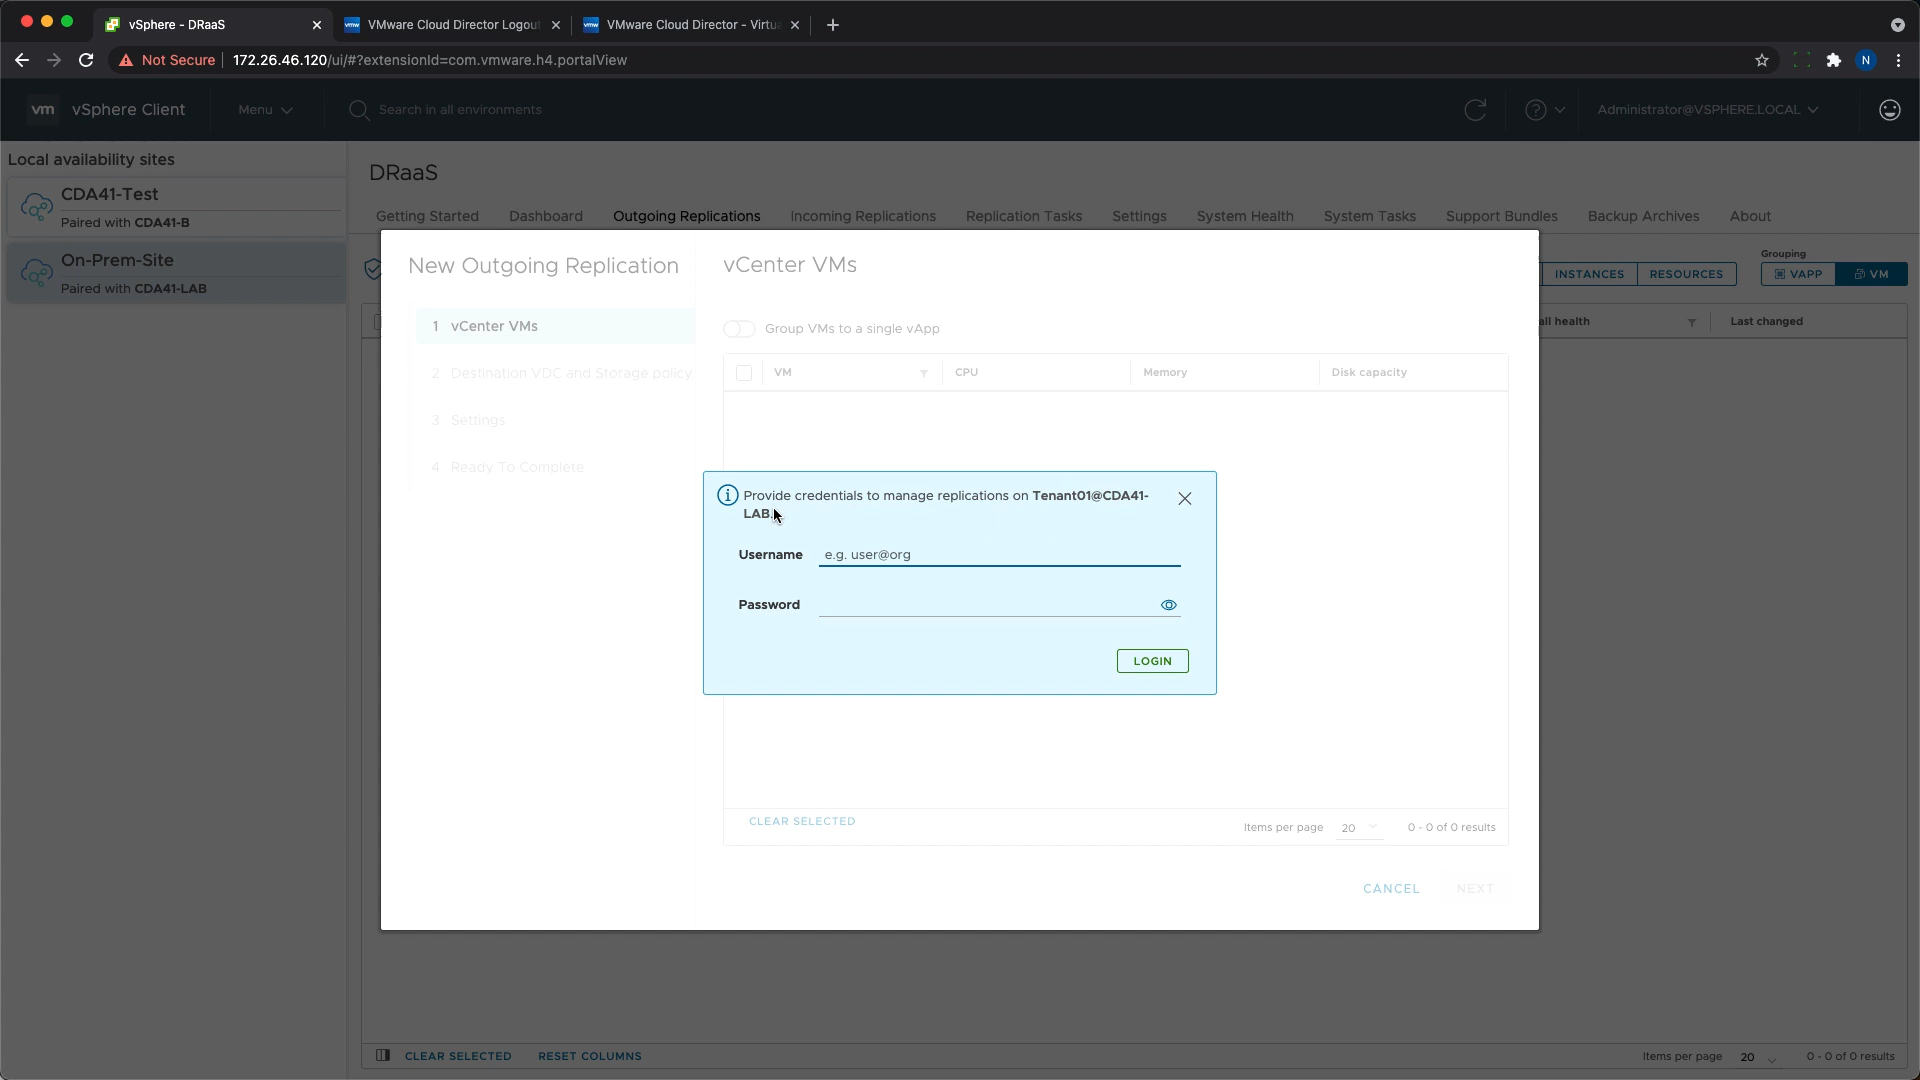 vSphere - DRaaS
VMware Cloud Director Logout
VMware Cloud Director - Virtu
Not Secure
172.26.46.120/ui/#?extensionId=com.vmware.h4.portalView
N
vm
vSphere Client
Menu
Search in all environments
Administrator@VSPHERE.LOCAL
Local availability sites
CDA41-Test
Paired with CDA41-B
On-Prem-Site
Paired with CDA41-LAB
DRaaS
Getting Started
Dashboard
Outgoing Replications
Incoming Replications
Replication Tasks
Settings
System Health
System Tasks
Support Bundles
Backup Archives
About
Grouping
INSTANCES
RESOURCES
VAPP
VM
all health
Last changed
New Outgoing Replication
1 vCenter VMs
2 Destination VDC and Storage policy
3 Settings
4 Ready To Complete
vCenter VMs
Group VMs to a single vApp
VM
CPU
Memory
Disk capacity
Provide credentials to manage replications on Tenant01@CDA41-
LAB.
Username
e.g. user@org
Password
LOGIN
CLEAR SELECTED
Items per page
20
0 - 0 of 0 results
CANCEL
NEXT
CLEAR SELECTED
RESET COLUMNS
Items per page
20
0 - 0 of 0 results